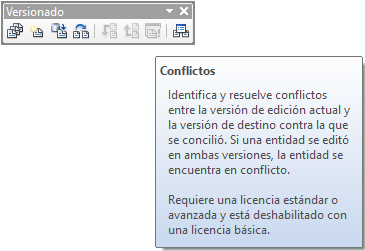 Versionado
Conflictos
Identifica y resuelve conflictos
entre la versión de edición actual y
la versión de destino contra la que
se concilió. Si una entidad se editó
en ambas versiones, la entidad se
encuentra en conflicto.
Requiere una licencia estándar o
avanzada y está deshabilitado con
una licencia básica.